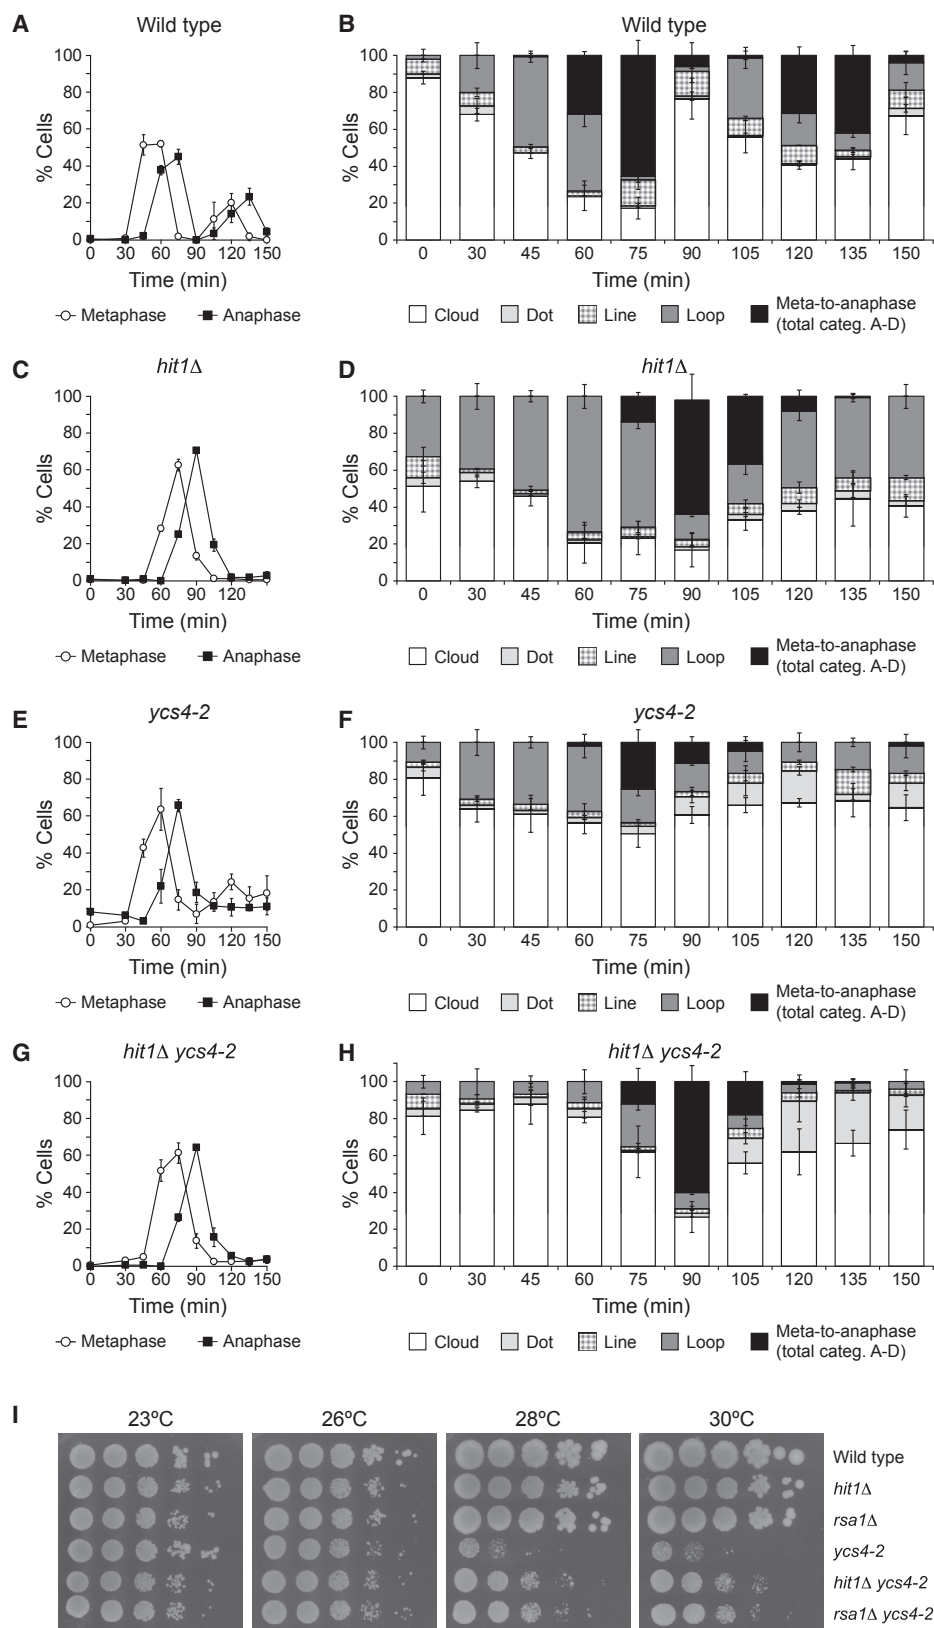 A Wild type
B Wild type
% Cells
100
80
60
40
20
0
0 30 60 90 120 150
Time (min)
Metaphase Anaphase
% Cells
100
80
60
40
20
0
0 30 45 60 75 90 105 120 135 150
Time (min)
Cloud Dot Line Loop Meta-to-anaphase
(total categ. A-D)
C hit1Δ
D hit1Δ
% Cells
100
80
60
40
20
0
0 30 60 90 120 150
Time (min)
Metaphase Anaphase
% Cells
100
80
60
40
20
0
0 30 45 60 75 90 105 120 135 150
Time (min)
Cloud Dot Line Loop Meta-to-anaphase
(total categ. A-D)
E ycs4-2
F ycs4-2
% Cells
100
80
60
40
20
0
0 30 60 90 120 150
Time (min)
Metaphase Anaphase
% Cells
100
80
60
40
20
0
0 30 45 60 75 90 105 120 135 150
Time (min)
Cloud Dot Line Loop Meta-to-anaphase
(total categ. A-D)
G hit1Δ ycs4-2
H hit1Δ ycs4-2
% Cells
100
80
60
40
20
0
0 30 60 90 120 150
Time (min)
Metaphase Anaphase
% Cells
100
80
60
40
20
0
0 30 45 60 75 90 105 120 135 150
Time (min)
Cloud Dot Line Loop Meta-to-anaphase
(total categ. A-D)
I
23ºC 26ºC 28ºC 30ºC
Wild type
hit1Δ
rsa1Δ
ycs4-2
hit1Δ ycs4-2
rsa1Δ ycs4-2